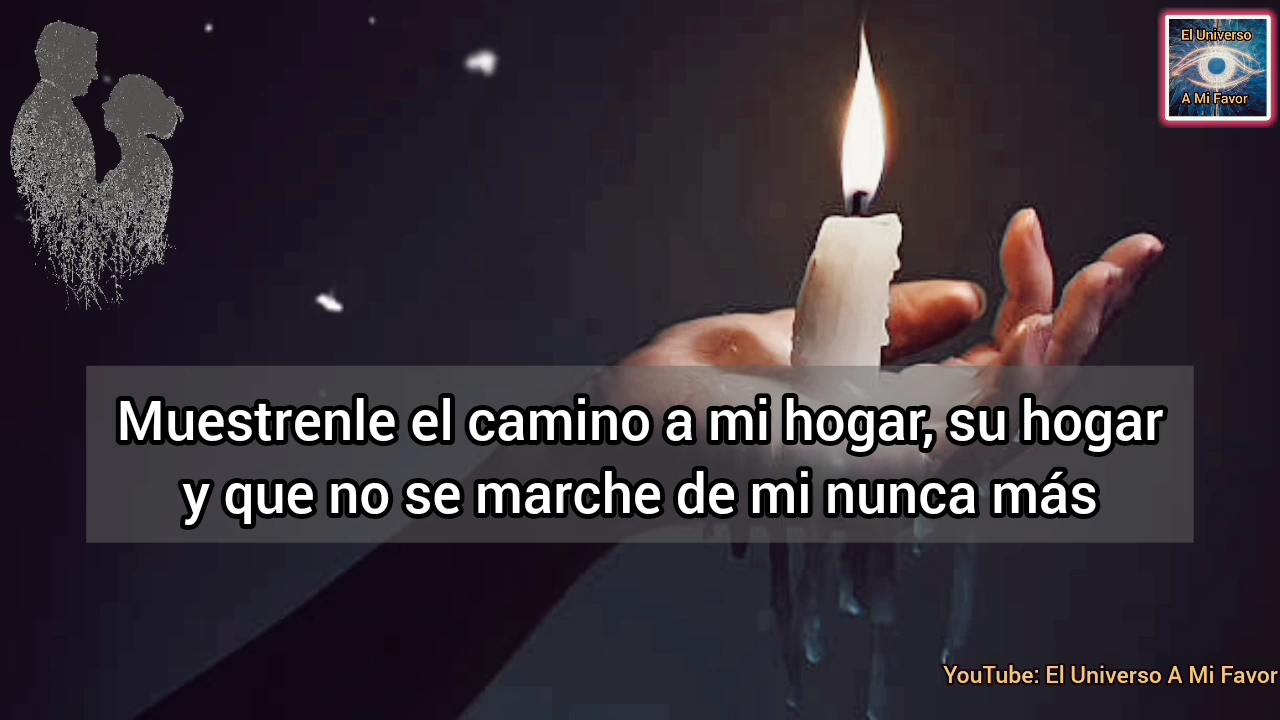 El Universo
A Mi Favor
Muestrenle el camino a mi hogar, su hogar
y que no se marche de mi nunca más
YouTube: El Universo A Mi Favor